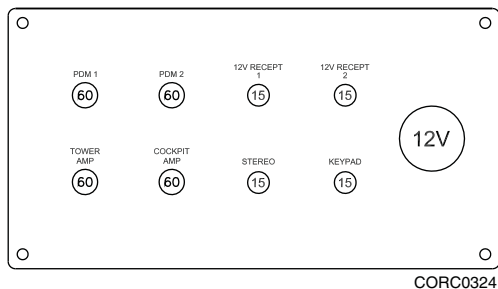 PDM 1
PDM 2
12V RECEPT
1
12V RECEPT
2
60
60
15
15
12V
TOWER
AMP
COCKPIT
AMP
STEREO
KEYPAD
60
60
15
15
CORC0324